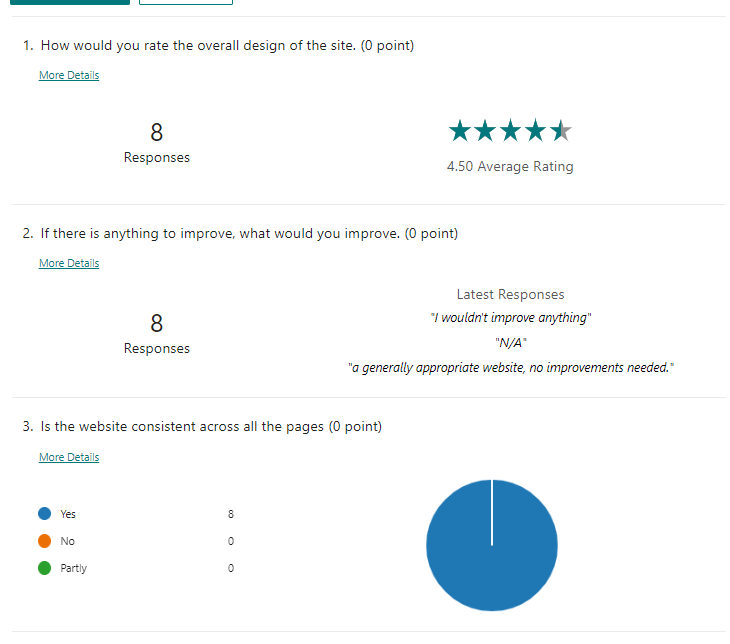 1. How would you rate the overall design of the site. (0 point)
More Details
8
Responses
4.50 Average Rating
2. If there is anything to improve, what would you improve. (0 point)
More Details
8
Responses
Latest Responses
"I wouldn't improve anything"
"N/A"
"a generally appropriate website, no improvements needed."
3. Is the website consistent across all the pages (0 point)
More Details
Yes 8
No 0
Partly 0